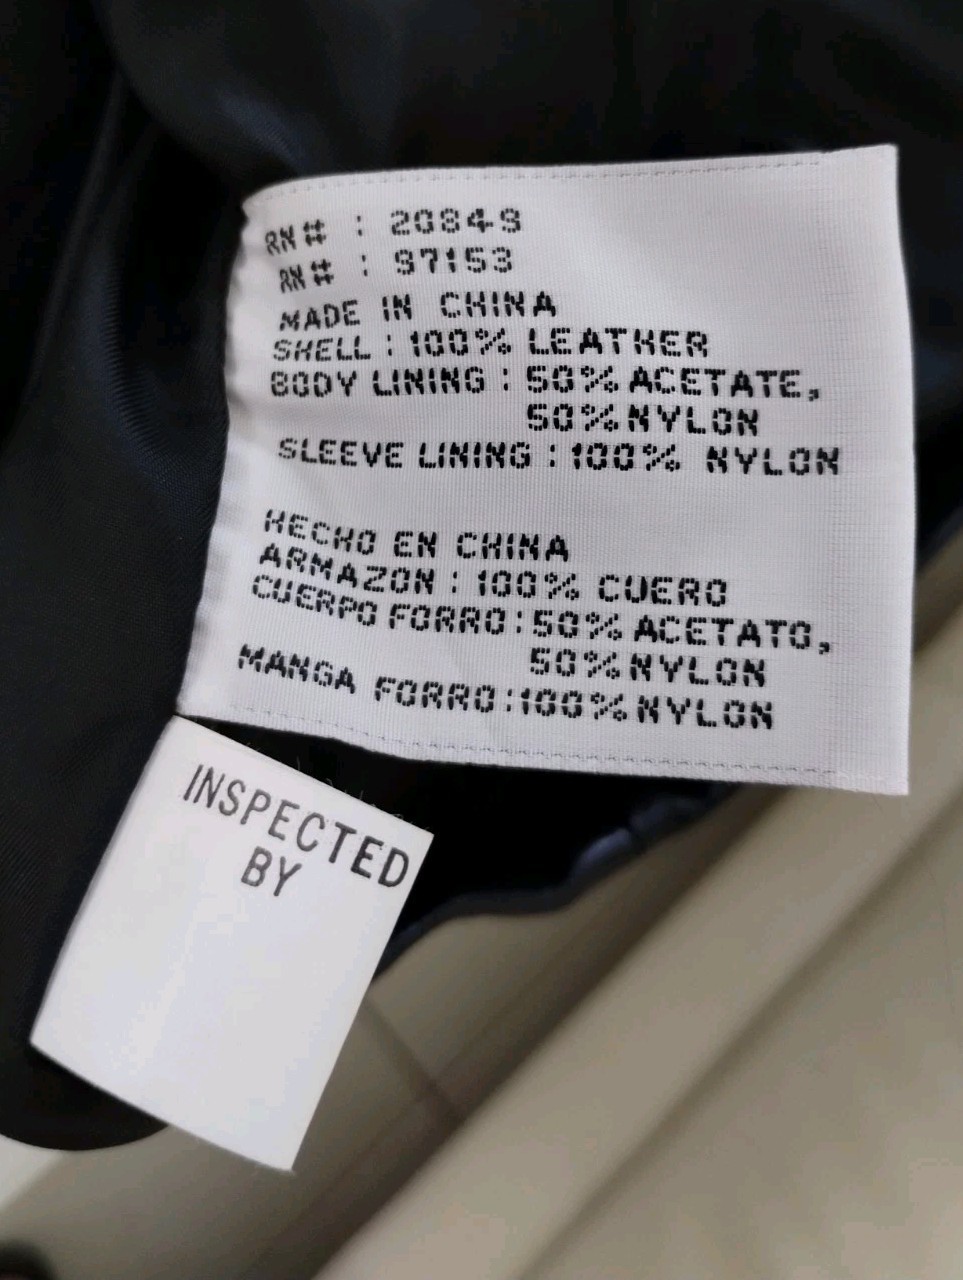 RN# : 20849
RN# : 97153
MADE IN CHINA
SHELL : 100% LEATHER
BODY LINING : 50% ACETATE,
50% NYLON
SLEEVE LINING : 100% NYLON
HECHO EN CHINA
ARMAZON : 100% CUERO
CUERPO FORRO : 50% ACETATO,
50% NYLON
MANGA FORRO : 100% NYLON
INSPECTED
BY